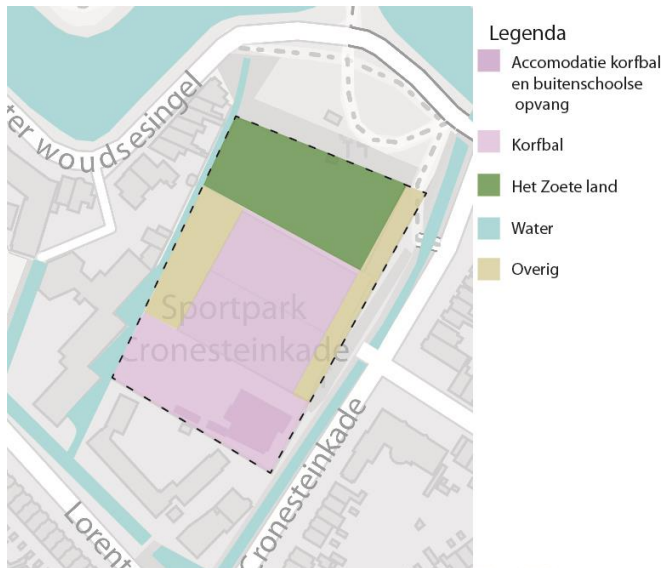 Legenda
Accomodatie korfbal
en buitenschoolse
opvang
Korfbal
Het Zoete land
Water
Overig
ter woudsesingel
Sportpark
Cronesteinkade
Cronesteinkade
Lorent